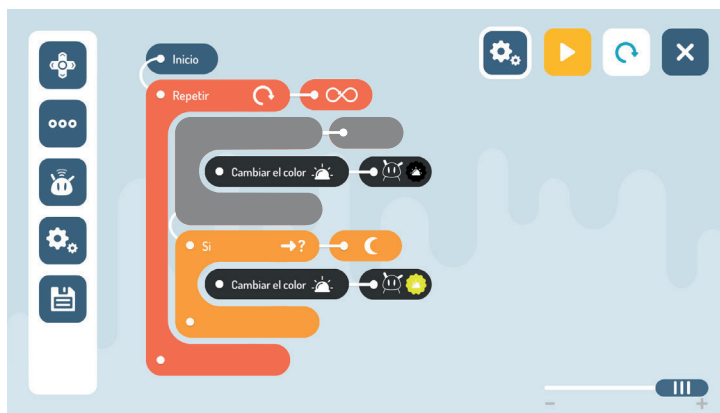 Inicio
Repetir
Cambiar el color
Si
→?
Cambiar el color
- +